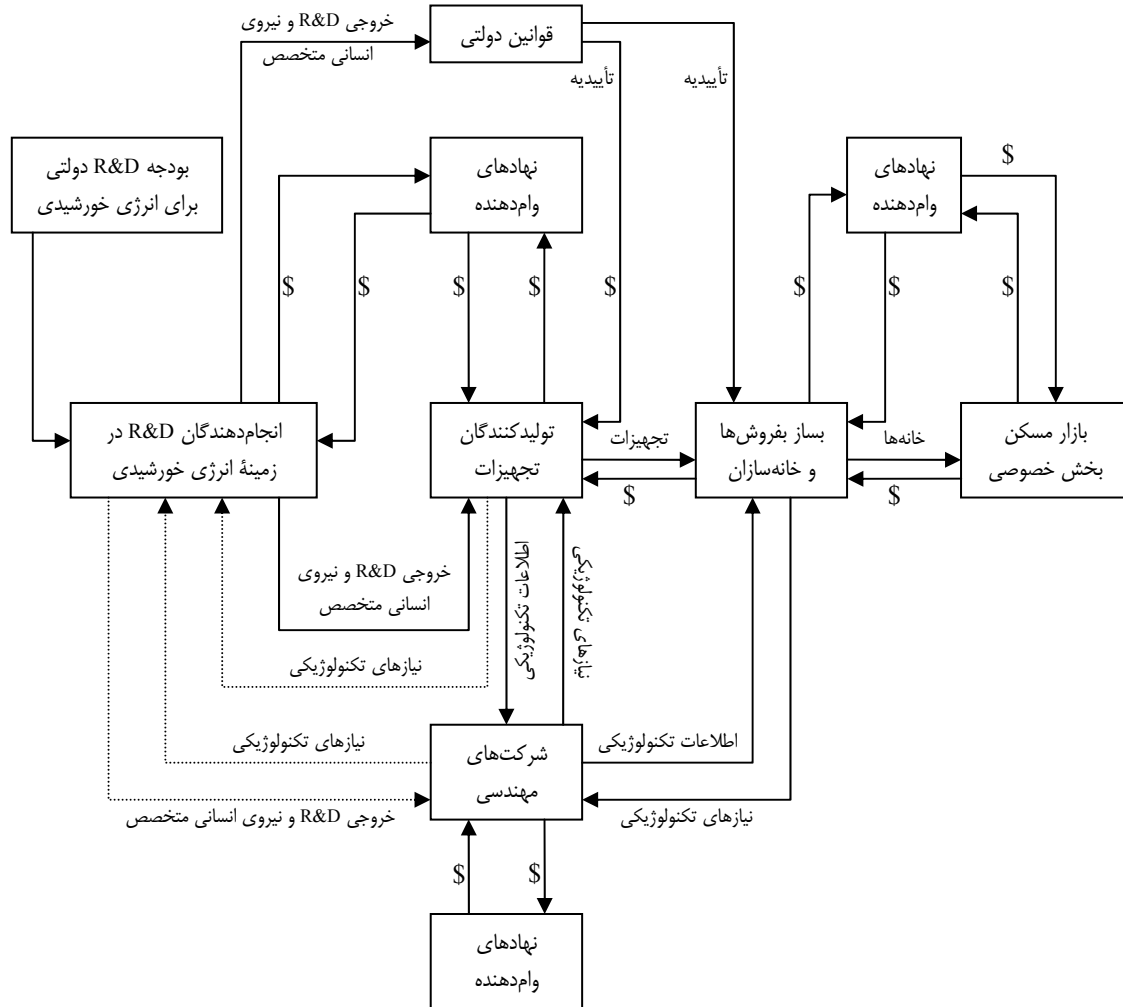 خروجی R&D و نیروی
انسانی متخصص
قوانین دولتی
تأییدیه
تأییدیه
بودجه R&D دولتی
برای انرژی خورشیدی
نهادهای
وام‌دهنده
نهادهای
وام‌دهنده
$
$
$
$
$
$
$
$
$
انجام‌دهندگان R&D در
زمینهٔ انرژی خورشیدی
تولیدکنندگان
تجهیزات
تجهیزات
$
بساز بفروش‌ها
و خانه‌سازان
خانه‌ها
$
بازار مسکن
بخش خصوصی
خروجی R&D و نیروی
انسانی متخصص
اطلاعات تکنولوژیکی
نیازهای تکنولوژیکی
نیازهای تکنولوژیکی
نیازهای تکنولوژیکی
شرکت‌های
مهندسی
اطلاعات تکنولوژیکی
خروجی R&D و نیروی انسانی متخصص
نیازهای تکنولوژیکی
$
$
نهادهای
وام‌دهنده